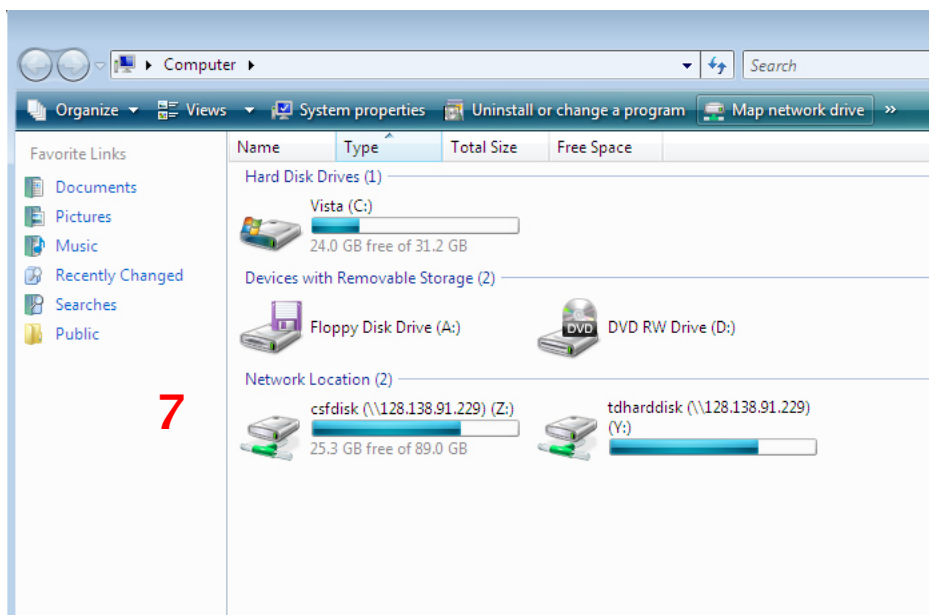 Computer
Search
Organize Views System properties Uninstall or change a program Map network drive »
Favorite Links
Documents
Pictures
Music
Recently Changed
Searches
Public
7
Name Type Total Size Free Space
Hard Disk Drives (1)
Vista (C:)
24.0 GB free of 31.2 GB
Devices with Removable Storage (2)
Floppy Disk Drive (A:)
DVD
DVD RW Drive (D:)
Network Location (2)
csfdisk (\\128.138.91.229) (Z:)
25.3 GB free of 89.0 GB
tdharddisk (\\128.138.91.229)
(Y:)